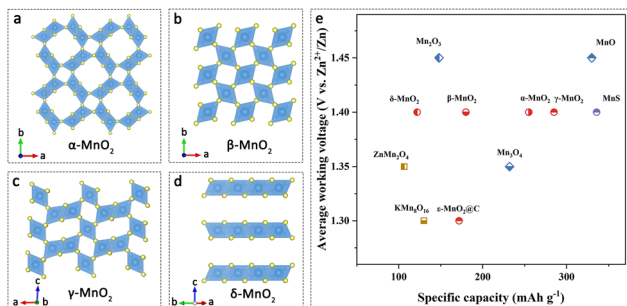 a
b
a
α-MnO₂
b
b
a
β-MnO₂
c
c
a
b
γ-MnO₂
d
c
b
a
δ-MnO₂
e
Average working voltage (V vs. Zn²⁺/Zn)
1.45
1.40
1.35
1.30
Mn₂O₃
MnO
δ-MnO₂
β-MnO₂
α-MnO₂
γ-MnO₂
MnS
ZnMn₂O₄
Mn₃O₄
KMn₈O₁₆
ε-MnO₂@C
100
200
300
Specific capacity (mAh g⁻¹)